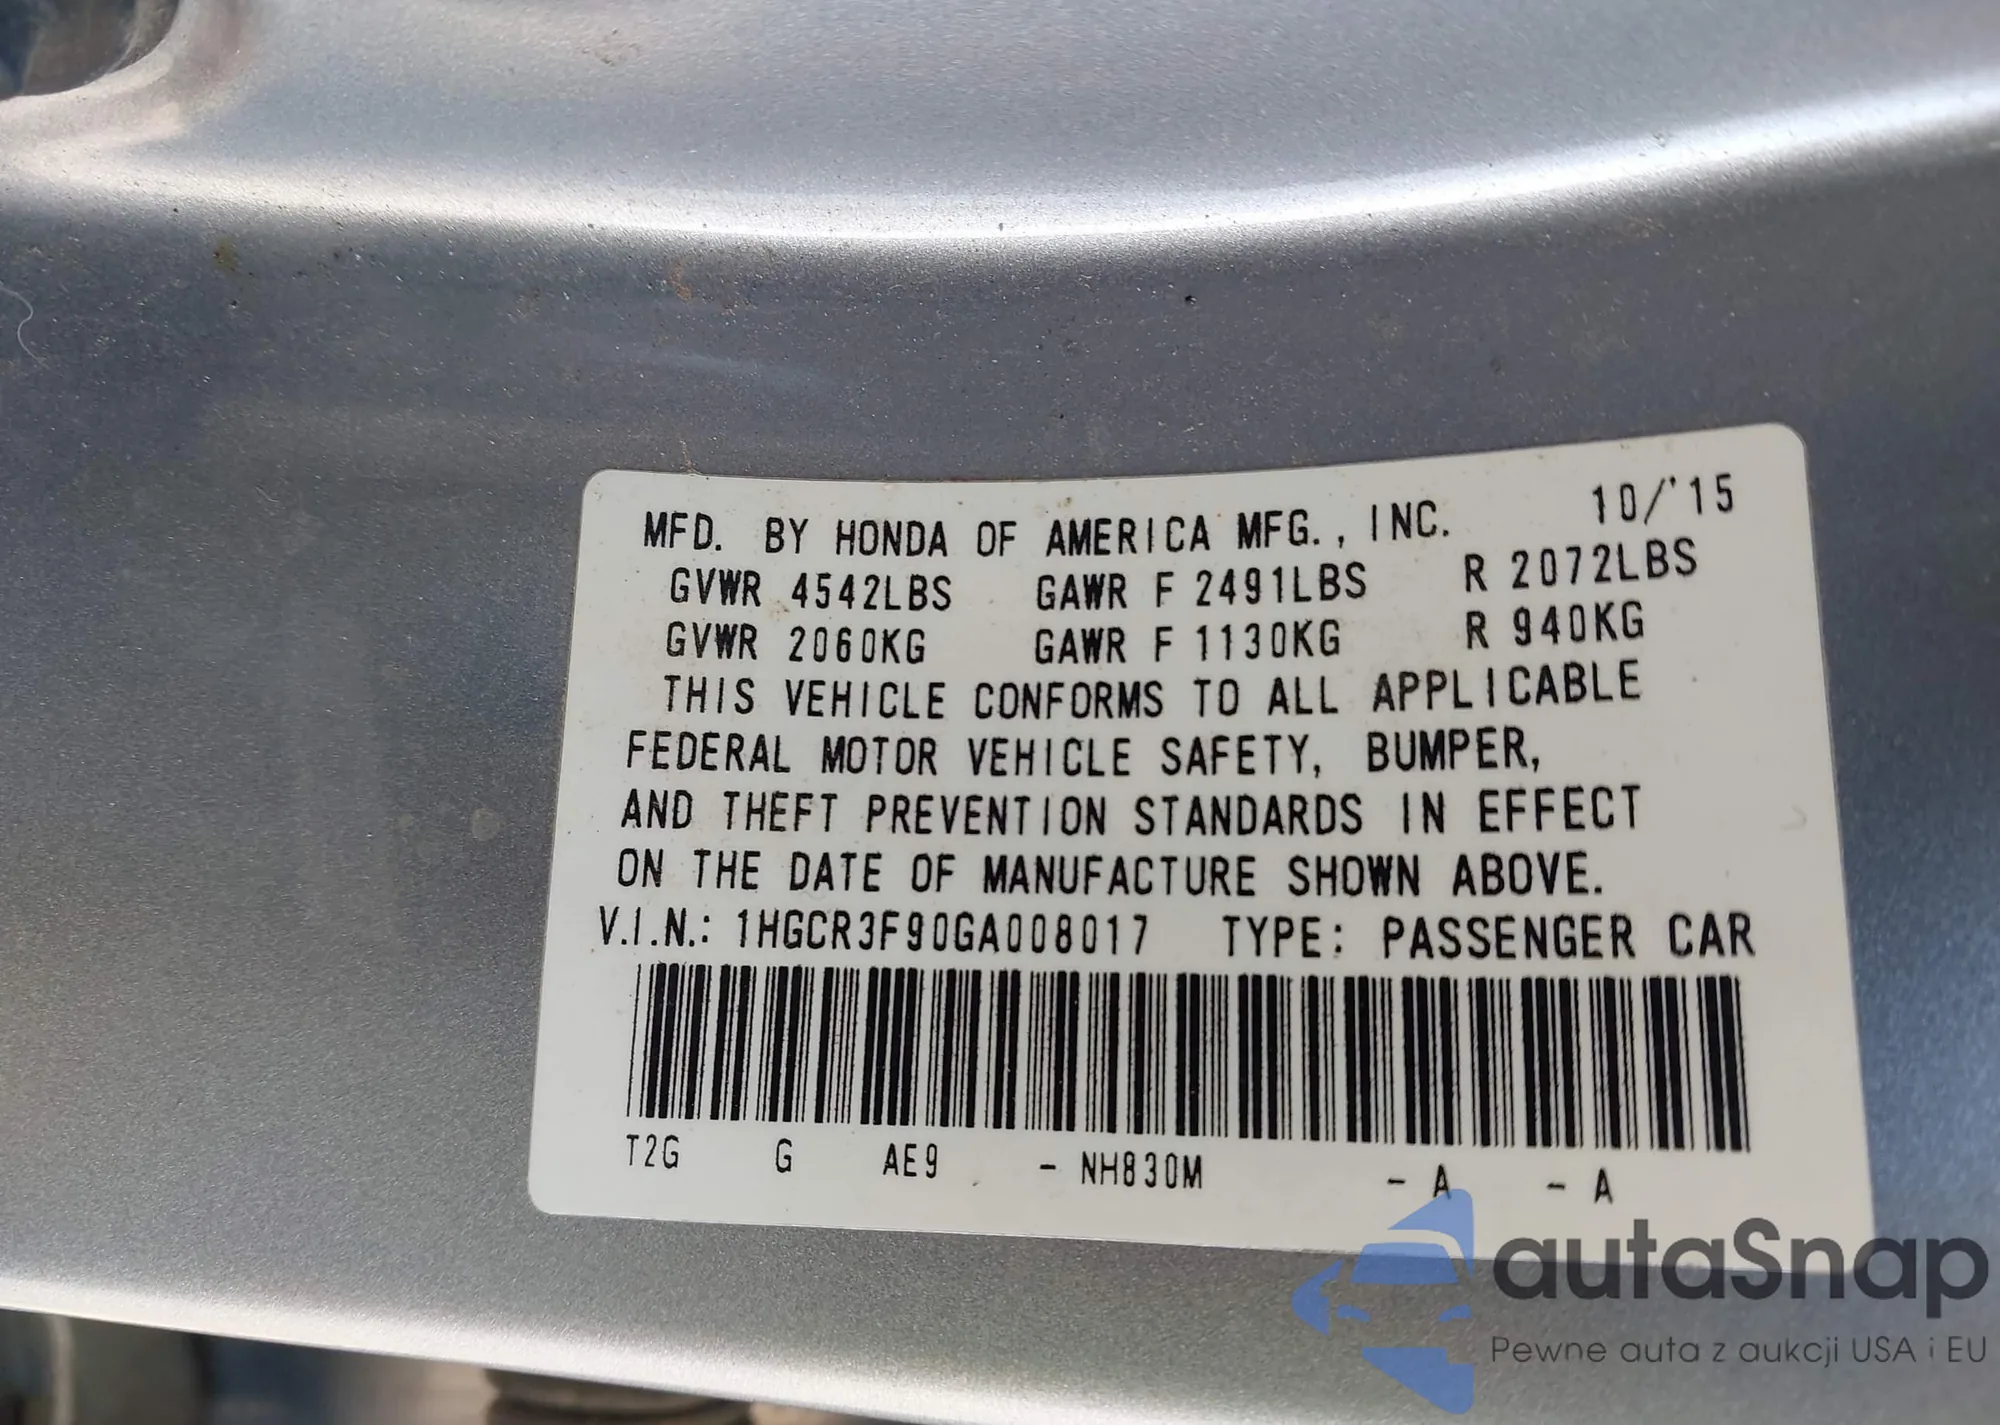 MFD. BY HONDA OF AMERICA MFG., INC. 10/'15
GVWR 4542LBS GAWR F 2491LBS R 2072LBS
GVWR 2060KG GAWR F 1130KG R 940KG
THIS VEHICLE CONFORMS TO ALL APPLICABLE
FEDERAL MOTOR VEHICLE SAFETY, BUMPER,
AND THEFT PREVENTION STANDARDS IN EFFECT
ON THE DATE OF MANUFACTURE SHOWN ABOVE.
V.I.N.: 1HGCR3F90GA008017 TYPE: PASSENGER CAR
T2G G AE9 - NH830M - A - A
autaSnap
Pewne auta z aukcji USA i EU